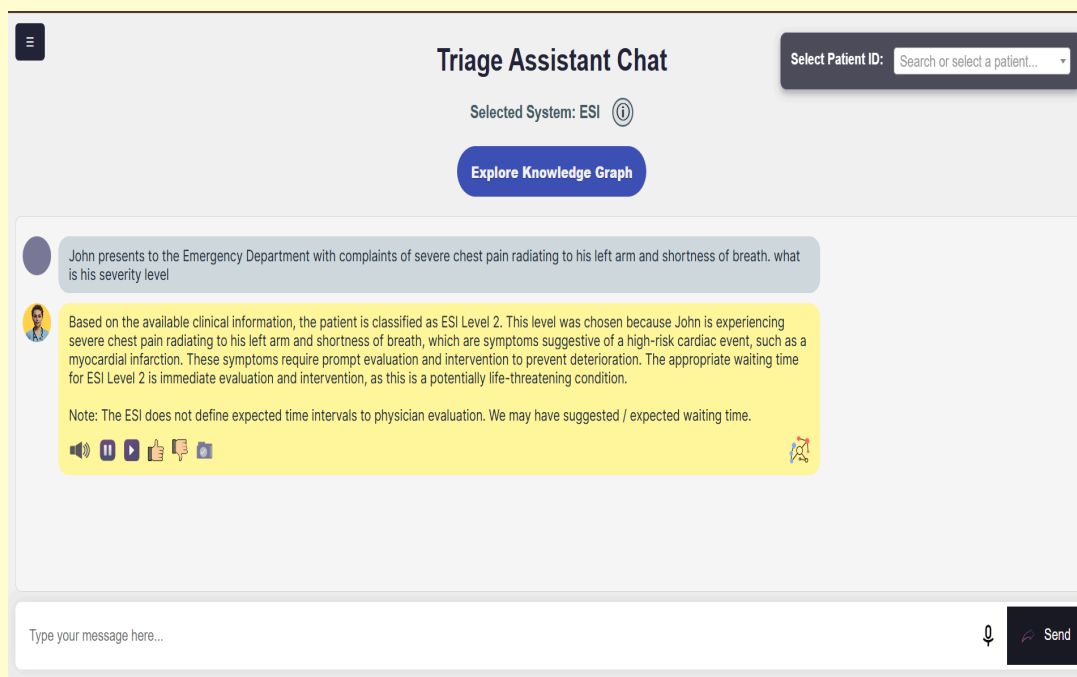 Triage Assistant Chat
Select Patient ID: Search or select a patient...
Selected System: ESI
Explore Knowledge Graph
John presents to the Emergency Department with complaints of severe chest pain radiating to his left arm and shortness of breath. what
is his severity level
Based on the available clinical information, the patient is classified as ESI Level 2. This level was chosen because John is experiencing
severe chest pain radiating to his left arm and shortness of breath, which are symptoms suggestive of a high-risk cardiac event, such as a
myocardial infarction. These symptoms require prompt evaluation and intervention to prevent deterioration. The appropriate waiting time
for ESI Level 2 is immediate evaluation and intervention, as this is a potentially life-threatening condition.
Note: The ESI does not define expected time intervals to physician evaluation. We may have suggested / expected waiting time.
Type your message here...
Send